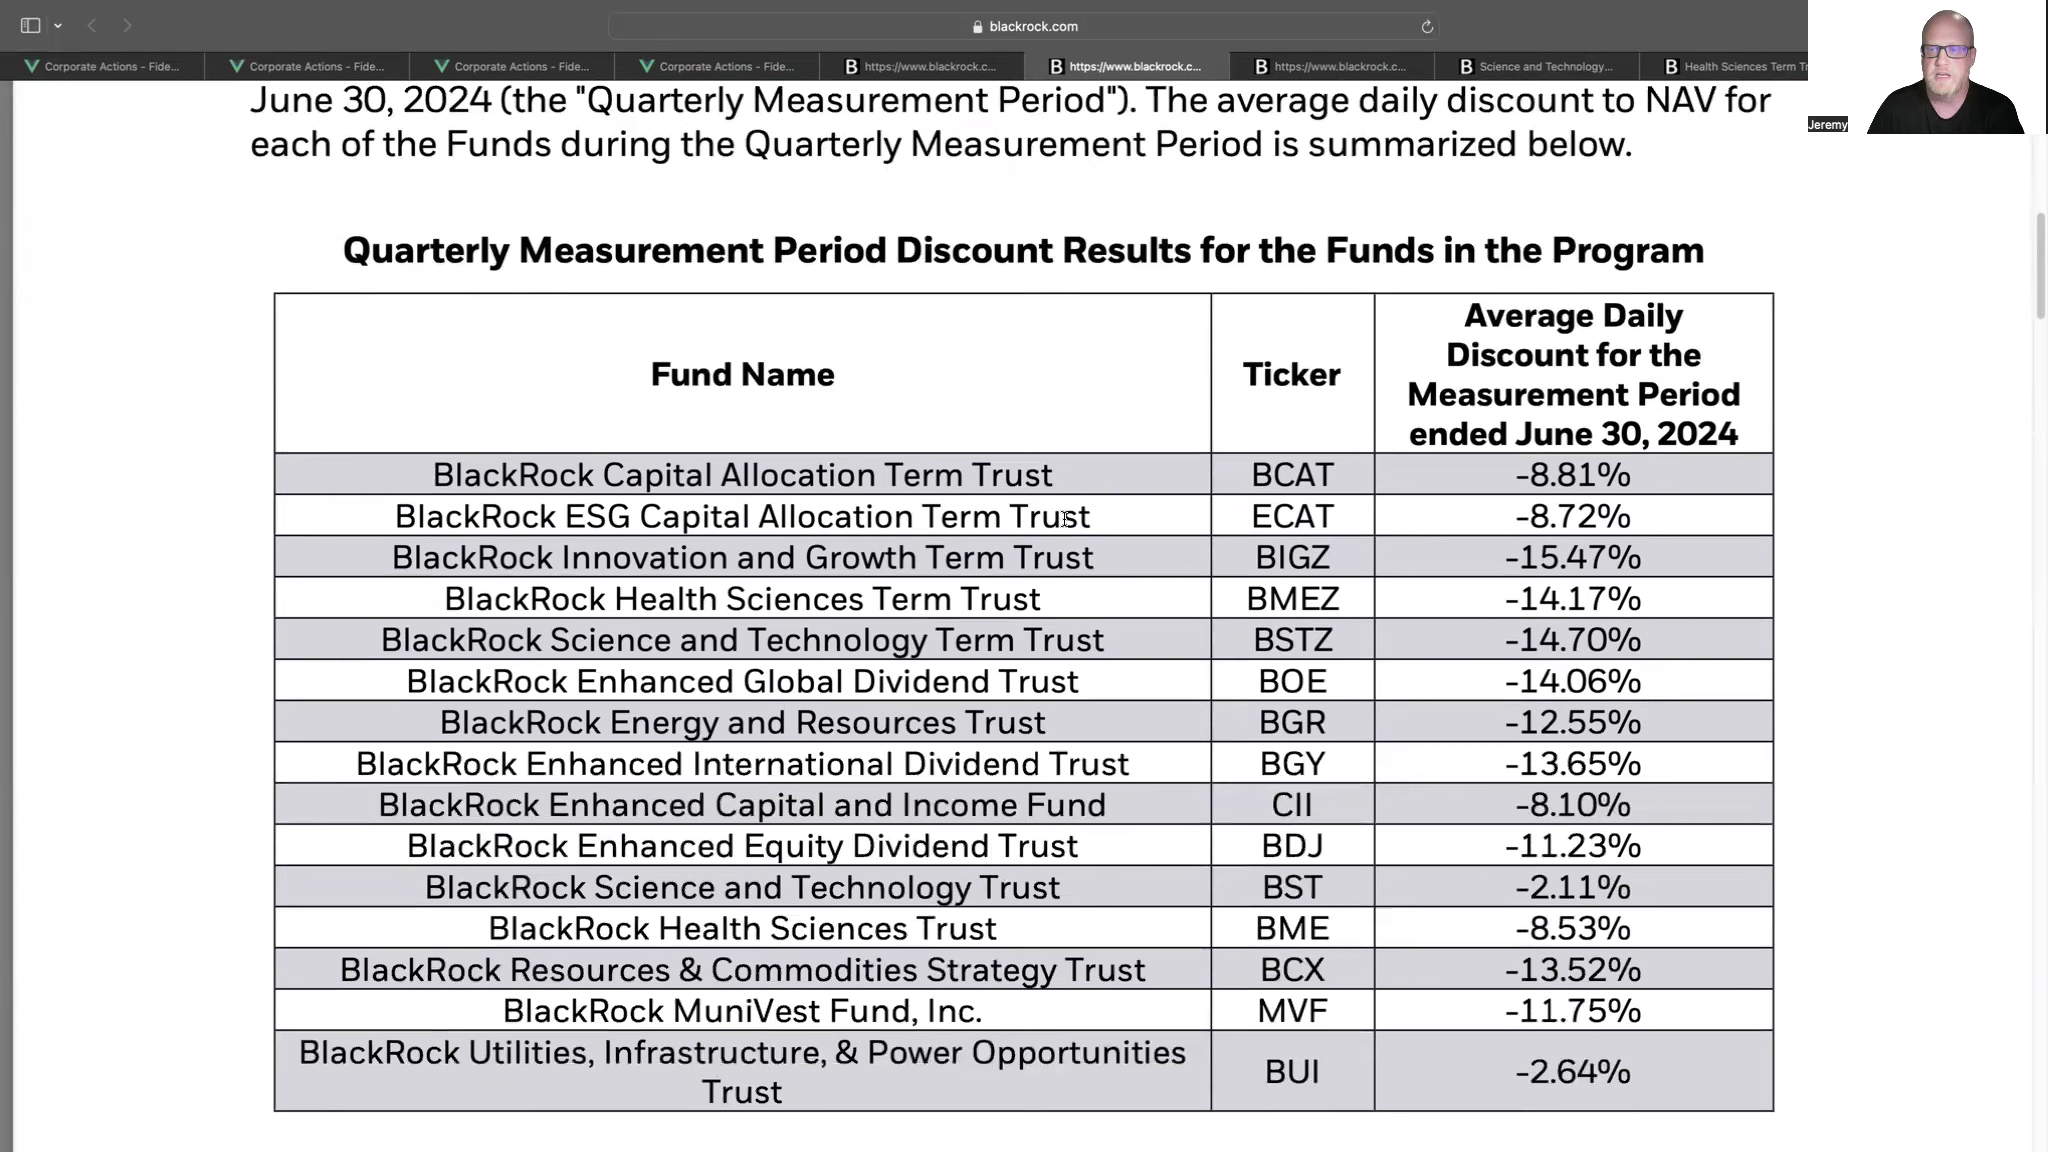 blackrock.com
Corporate Actions - Fide...
Corporate Actions - Fide...
Corporate Actions - Fide...
Corporate Actions - Fide...
https://www.blackrock.c...
https://www.blackrock.c...
https://www.blackrock.c...
Science and Technology...
Health Sciences Term Tr
Jeremy
June 30, 2024 (the "Quarterly Measurement Period"). The average daily discount to NAV for
each of the Funds during the Quarterly Measurement Period is summarized below.
Quarterly Measurement Period Discount Results for the Funds in the Program
Fund Name Ticker Average Daily
Discount for the
Measurement Period
ended June 30, 2024
BlackRock Capital Allocation Term Trust BCAT -8.81%
BlackRock ESG Capital Allocation Term Trust ECAT -8.72%
BlackRock Innovation and Growth Term Trust BIGZ -15.47%
BlackRock Health Sciences Term Trust BMEZ -14.17%
BlackRock Science and Technology Term Trust BSTZ -14.70%
BlackRock Enhanced Global Dividend Trust BOE -14.06%
BlackRock Energy and Resources Trust BGR -12.55%
BlackRock Enhanced International Dividend Trust BGY -13.65%
BlackRock Enhanced Capital and Income Fund CII -8.10%
BlackRock Enhanced Equity Dividend Trust BDJ -11.23%
BlackRock Science and Technology Trust BST -2.11%
BlackRock Health Sciences Trust BME -8.53%
BlackRock Resources & Commodities Strategy Trust BCX -13.52%
BlackRock MuniVest Fund, Inc. MVF -11.75%
BlackRock Utilities, Infrastructure, & Power Opportunities
Trust BUI -2.64%